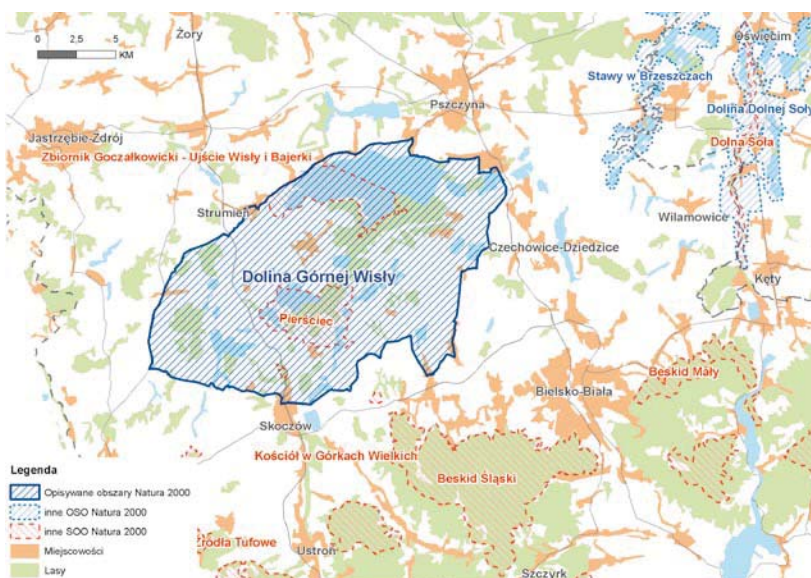 0 2,5 5
KM
Żory
Oświęcim
Stawy w Brzeszczach
Pszczyna
Dolina Dolnej Soły
Jastrzębie-Zdrój
Dolna Soła
Zbiornik Goczałkowicki - Ujście Wisły i Bajerki
Strumień
Wilamowice
Czechowice-Dziedzice
Dolina Górnej Wisły
Kęty
Pierściec
Beskid Mały
Bielsko-Biała
Skoczów
Kościół w Górkach Wielkich
Beskid Śląski
Legenda
Opisywane obszary Natura 2000
inne OSO Natura 2000
inne SOO Natura 2000
Miejscowości
Lasy
Źródła Tufowe
Ustroń
Szczyrk